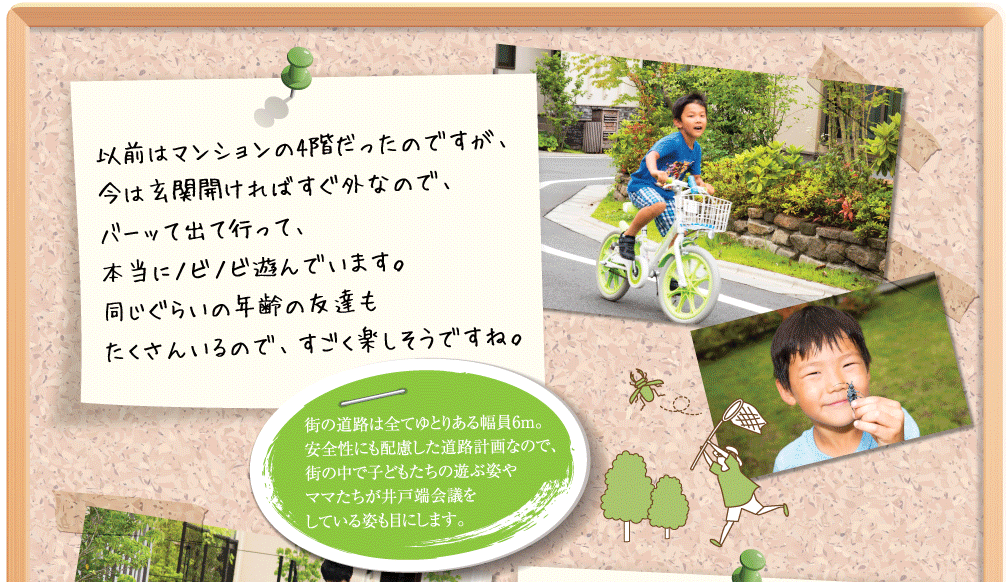 以前はマンションの4階だったのですが、
今は玄関開ければすぐ外なので、
バーッて出て行って、
本当にノビノビ遊んでいます。
同じぐらいの年齢の友達も
たくさんいるので、すごく楽しそうですね。
街の道路は全てゆとりある幅員6m。
安全性にも配慮した道路計画なので、
街の中で子どもたちの遊ぶ姿や
ママたちが井戸端会議を
している姿も目にします。